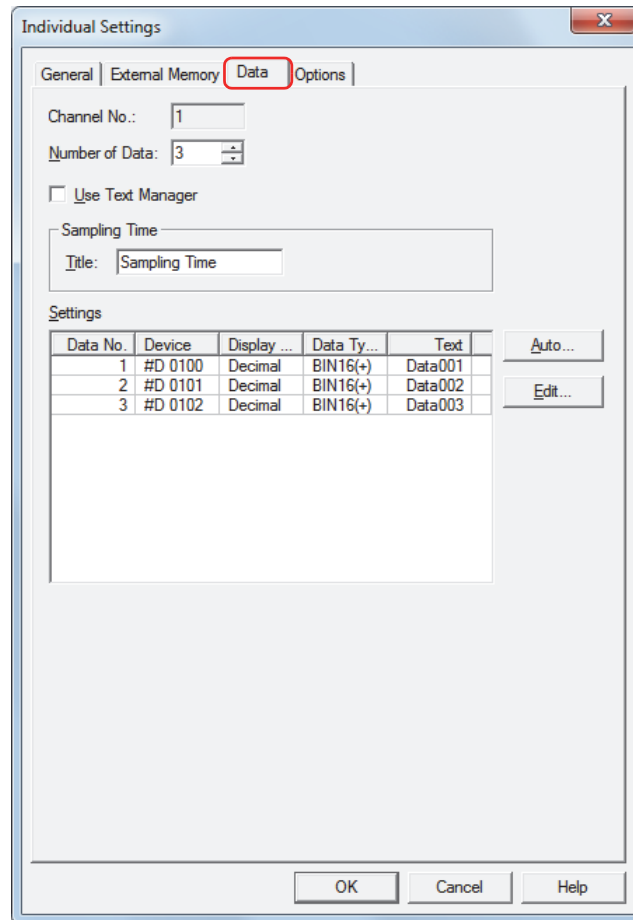 Individual Settings
General External Memory Data Options
Channel No.: 1
Number of Data: 3
Use Text Manager
Sampling Time
Title: Sampling Time
Settings
Data No. Device Display ... Data Ty... Text
1 #D 0100 Decimal BIN16(+) Data001
2 #D 0101 Decimal BIN16(+) Data002
3 #D 0102 Decimal BIN16(+) Data003
Auto...
Edit...
OK Cancel Help